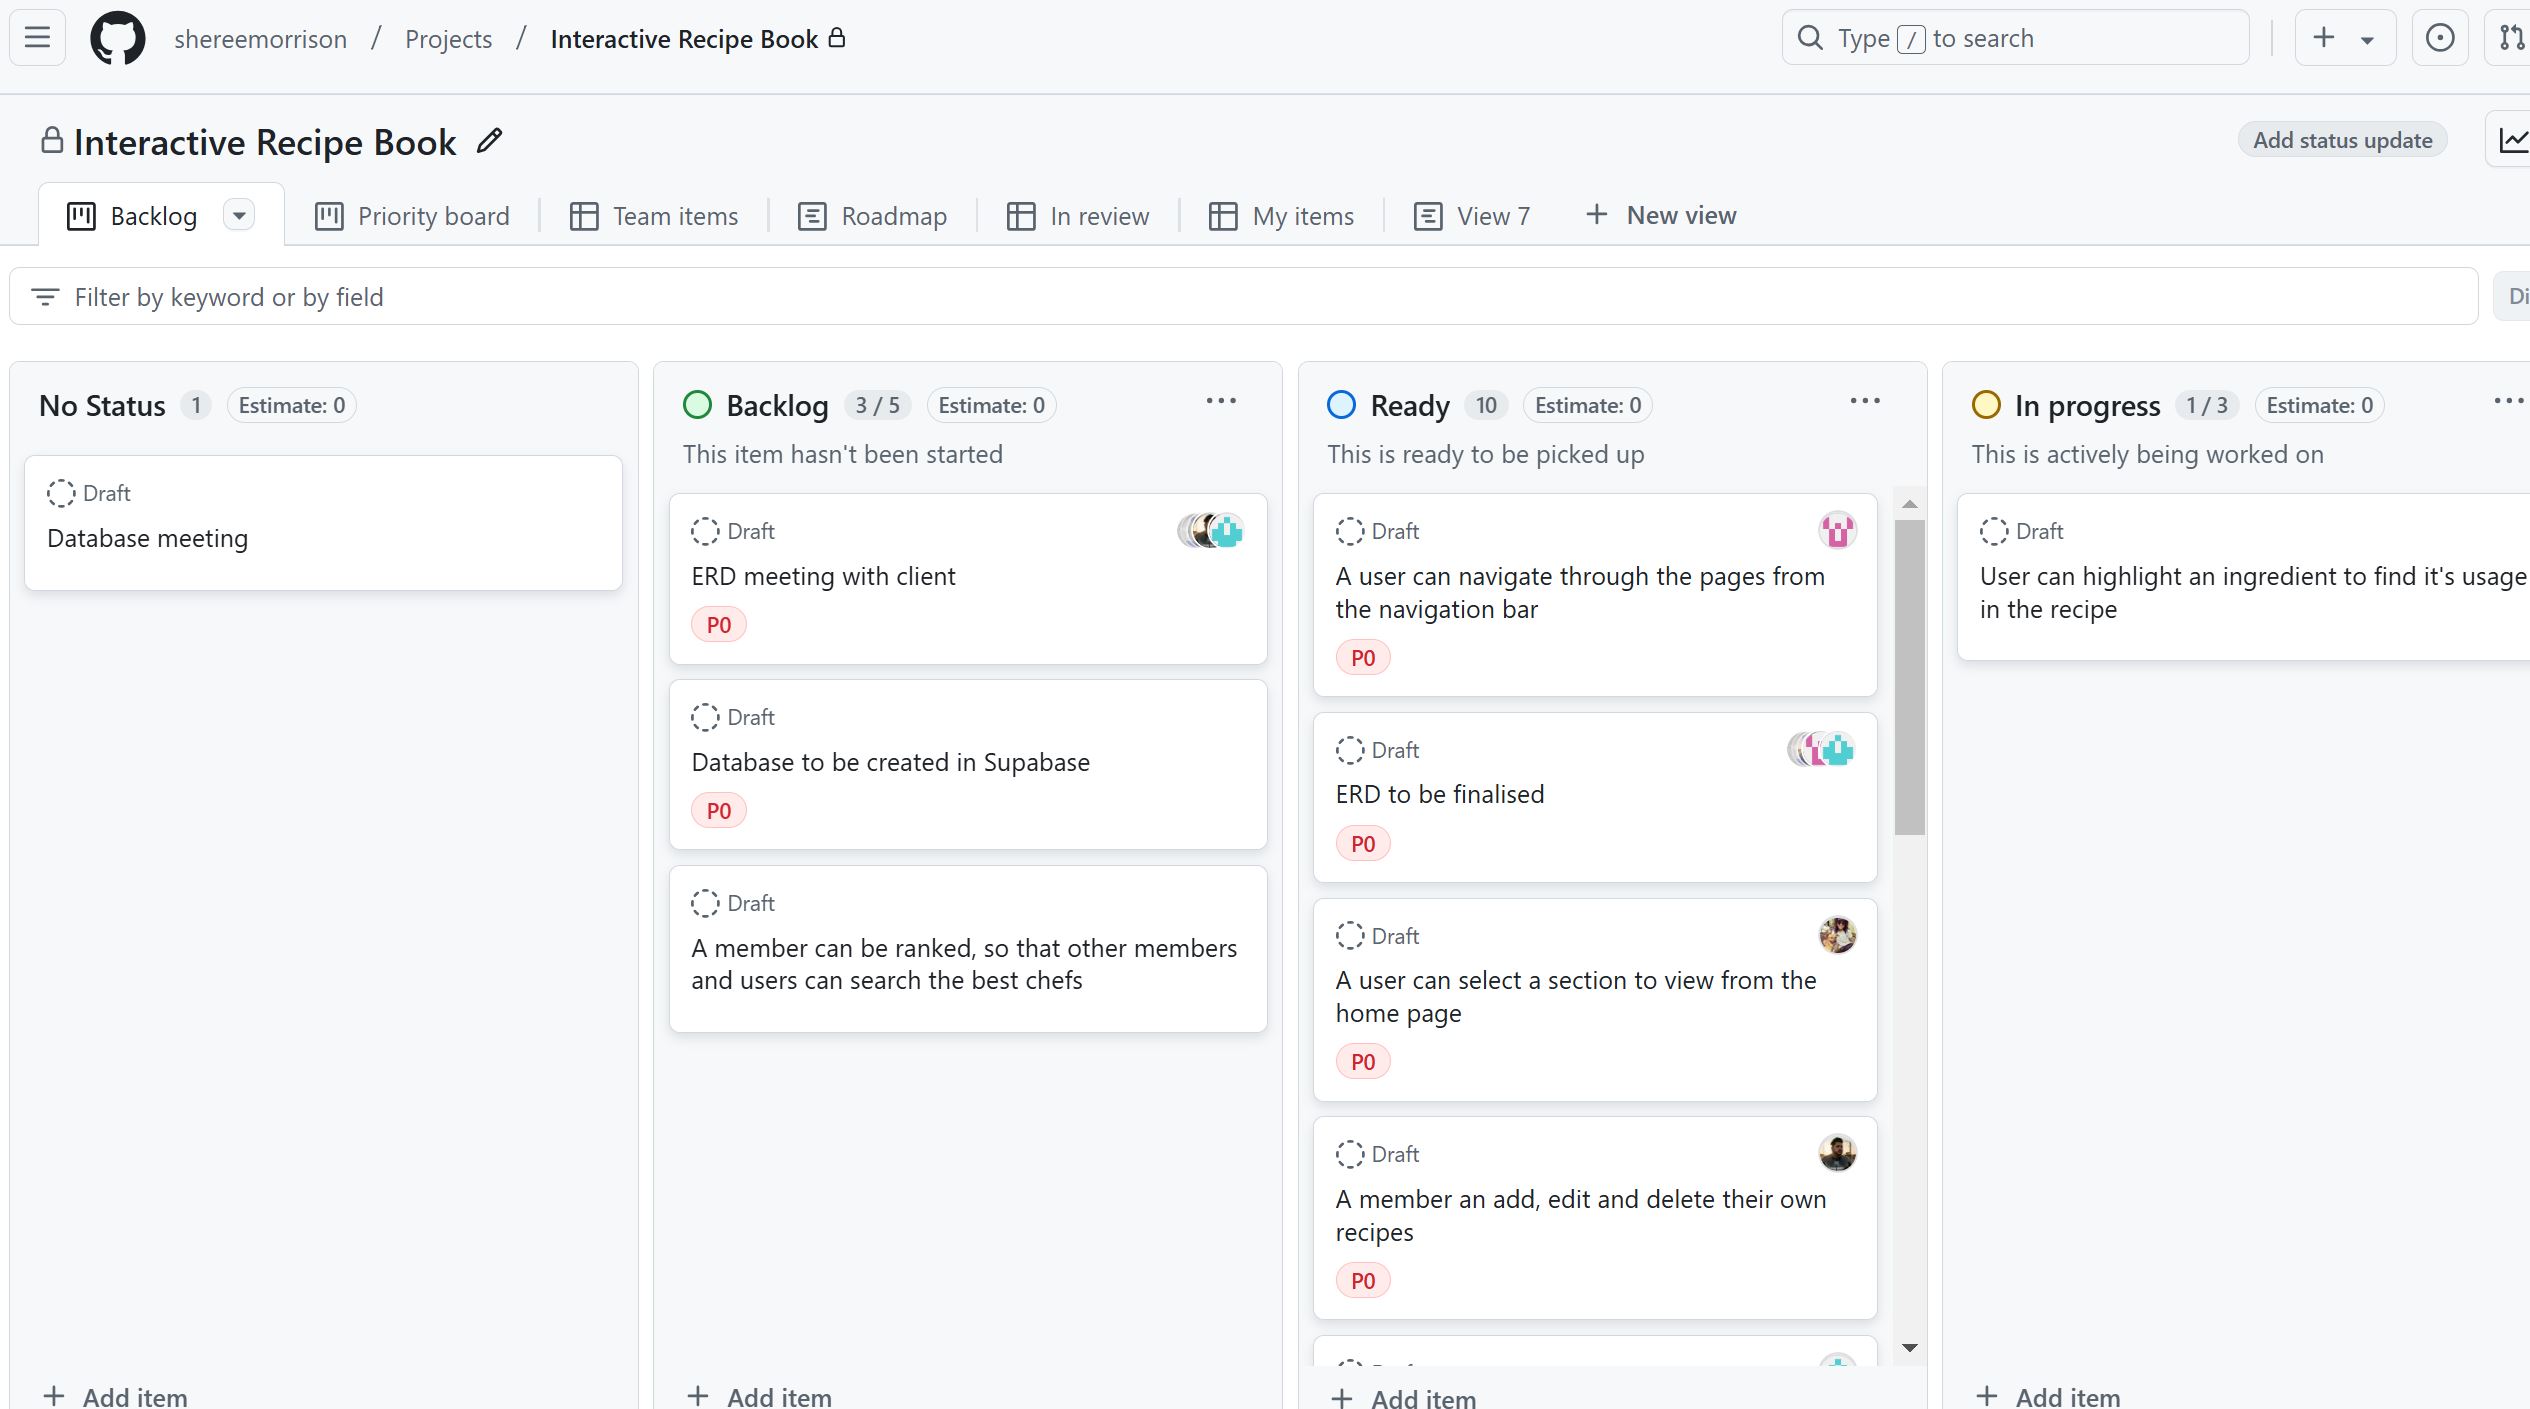 shereemorrison / Projects / Interactive Recipe Book
Type / to search
Interactive Recipe Book
Add status update
Backlog
Priority board
Team items
Roadmap
In review
My items
View 7
New view
Filter by keyword or by field
No Status 1 Estimate: 0
Draft
Database meeting
Add item
Backlog 3 / 5 Estimate: 0
This item hasn't been started
Draft
ERD meeting with client
P0
Draft
Database to be created in Supabase
P0
Draft
A member can be ranked, so that other members
and users can search the best chefs
Add item
Ready 10 Estimate: 0
This is ready to be picked up
Draft
A user can navigate through the pages from
the navigation bar
P0
Draft
ERD to be finalised
P0
Draft
A user can select a section to view from the
home page
P0
Draft
A member an add, edit and delete their own
recipes
P0
Add item
In progress 1 / 3 Estimate: 0
This is actively being worked on
Draft
User can highlight an ingredient to find it's usage
in the recipe
Add item